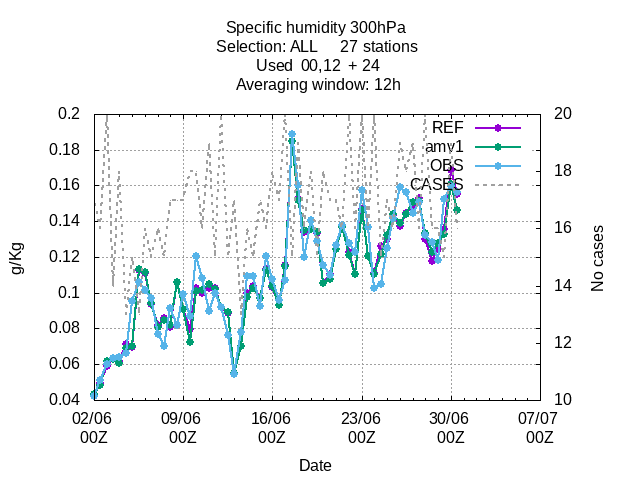 Specific humidity 300hPa
Selection: ALL 27 stations
Used 00,12 + 24
Averaging window: 12h
0.2
0.18
0.16
0.14
0.12
0.1
0.08
0.06
0.04
g/Kg
20
18
16
14
12
10
No cases
REF
amv1
OBS
CASES
02/06 09/06 16/06 23/06 30/06 07/07
00Z 00Z 00Z 00Z 00Z 00Z
Date